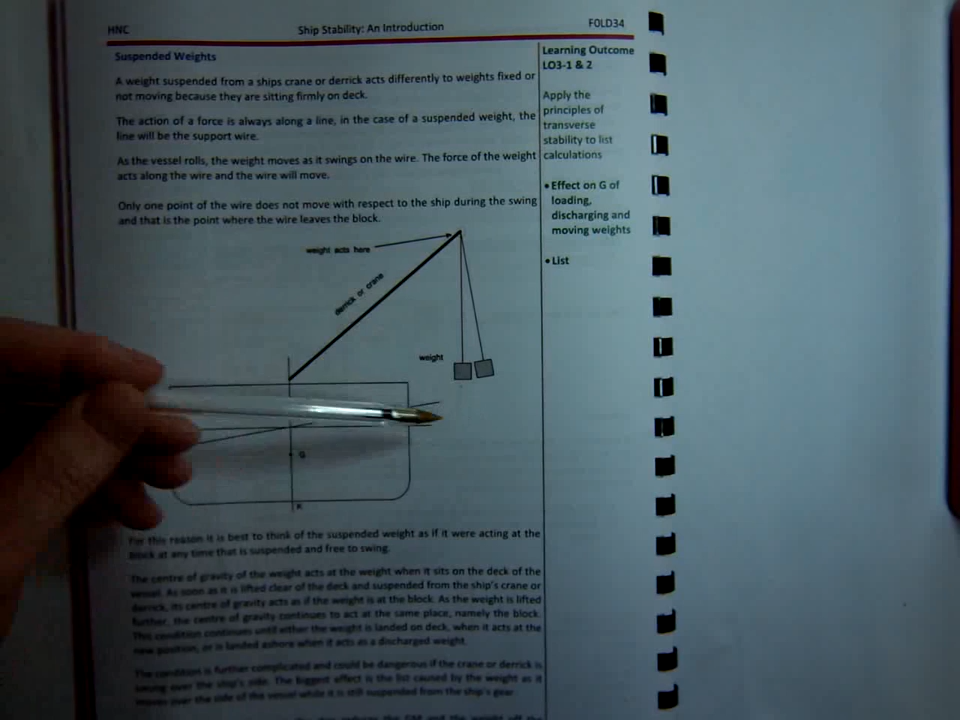 HNC
Ship Stability: An Introduction
FOLD34
Suspended Weights
A weight suspended from a ships crane or derrick acts differently to weights fixed or
not moving because they are sitting firmly on deck.
The action of a force is always along a line, in the case of a suspended weight, the
line will be the support wire.
As the vessel rolls, the weight moves as it swings on the wire. The force of the weight
acts along the wire and the wire will move.
Only one point of the wire does not move with respect to the ship during the swing
and that is the point where the wire leaves the block.
weight acts here
derrick or crane
weight
G
K
For this reason it is best to think of the suspended weight as if it were acting at the
block at any time that is suspended and free to swing.
The centre of gravity of the weight acts at the weight when it sits on the deck of the
vessel. As soon as it is lifted clear of the deck and suspended from the ship's crane or
derrick, its centre of gravity acts as if the weight is at the block. As the weight is lifted
further, the centre of gravity continues to act at the same place, namely the block.
This condition continues until either the weight is landed on deck, when it acts at the
new position, or is landed ashore when it acts as a discharged weight.
The condition is further complicated and could be dangerous if the crane or derrick is
swung over the ship's side. The biggest effect is the list caused by the weight as it
moves over the side of the vessel while it is still suspended from the ship's gear.
Learning Outcome
LO3-1 & 2
Apply the
principles of
transverse
stability to list
calculations
• Effect on G of
loading,
discharging and
moving weights
• List